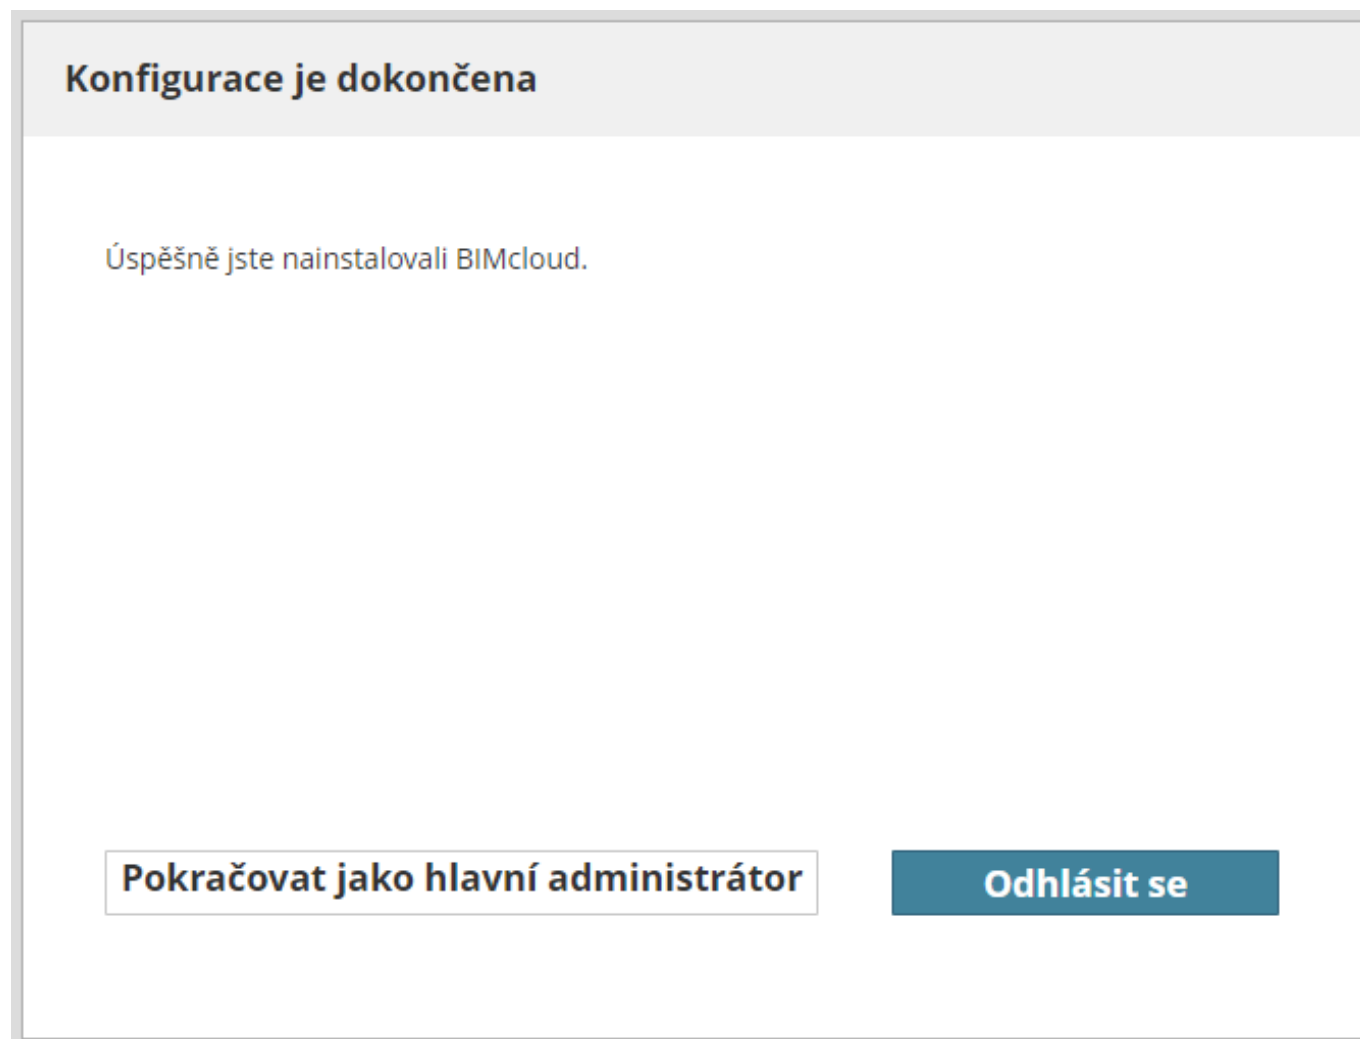 Konfigurace je dokončena
Úspěšně jste nainstalovali BIMcloud.
Pokračovat jako hlavní administrátor
Odhlásit se